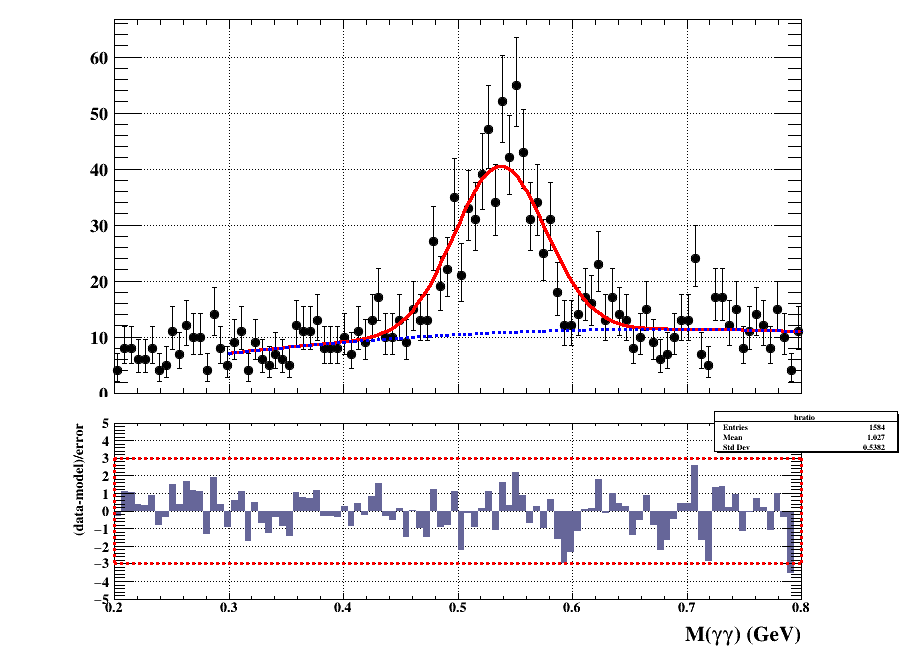 60
50
40
30
20
10
0
hratio
Entries 1584
Mean 1.027
Std Dev 0.5382
(data-model)/error
5
4
3
2
1
0
−1
−2
−3
−4
−5
0.2 0.3 0.4 0.5 0.6 0.7 0.8
M(γγ) (GeV)